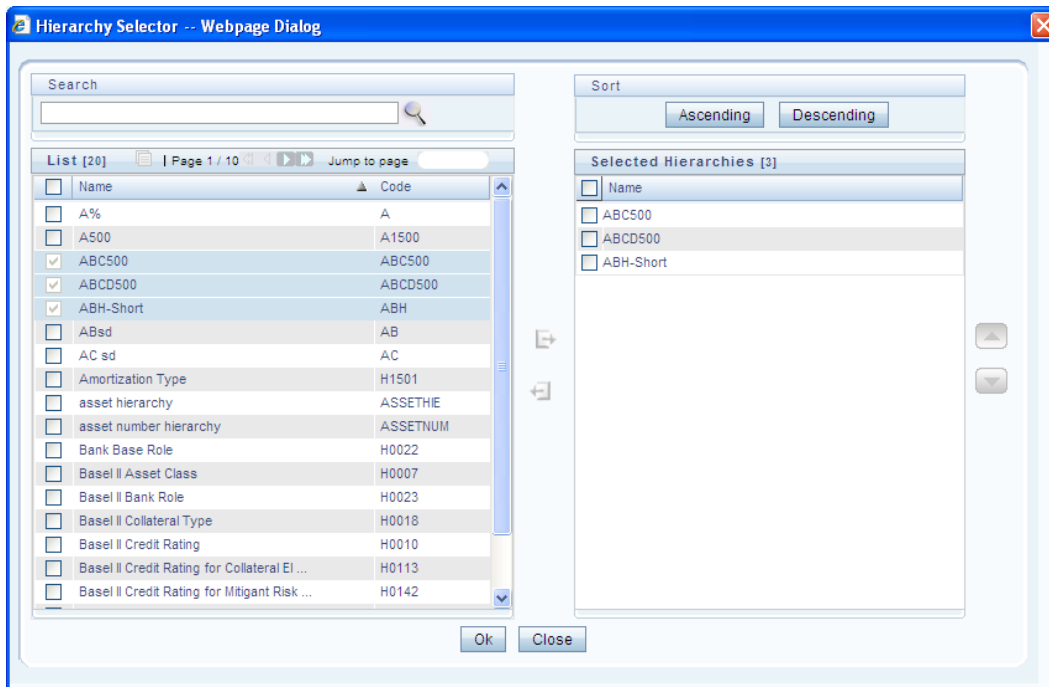 Hierarchy Selector -- Webpage Dialog
Search
List [20] | Page 1 / 10 Jump to page
Name Code
A% A
A500 A1500
ABC500 ABC500
ABCD500 ABCD500
ABH-Short ABH
ABsd AB
AC sd AC
Amortization Type H1501
asset hierarchy ASSETHIE
asset number hierarchy ASSETNUM
Bank Base Role H0022
Basel II Asset Class H0007
Basel II Bank Role H0023
Basel II Collateral Type H0018
Basel II Credit Rating H0010
Basel II Credit Rating for Collateral El ... H0113
Basel II Credit Rating for Mitigant Risk ... H0142
Sort
Ascending Descending
Selected Hierarchies [3]
Name
ABC500
ABCD500
ABH-Short
Ok Close